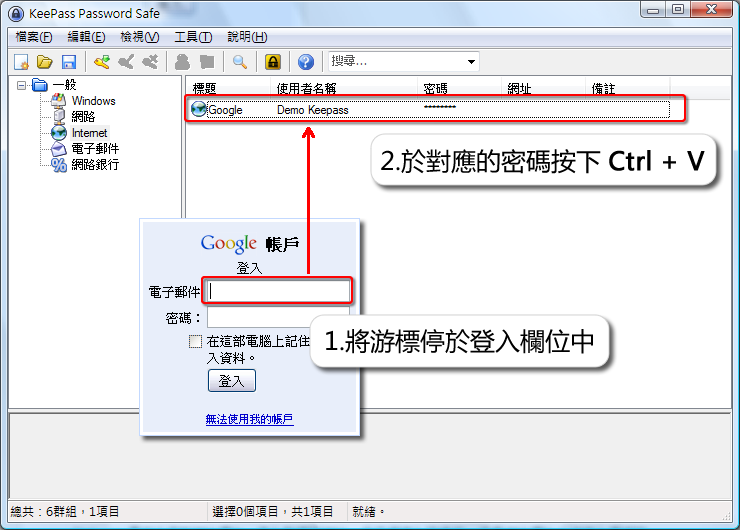 KeePass Password Safe
檔案(F) 編輯(E) 檢視(V) 工具(T) 說明(H)
搜尋...
一般
Windows
網路
Internet
電子郵件
網路銀行
標題 使用者名稱 密碼 網址 備註
Google Demo Keepass ********
2.於對應的密碼按下 Ctrl + V
Google 帳戶
登入
電子郵件
密碼：
在這部電腦上記住
入資料。
登入
無法使用我的帳戶
1.將游標停於登入欄位中
總共：6群組，1項目 選擇0個項目，共1項目 就緒。